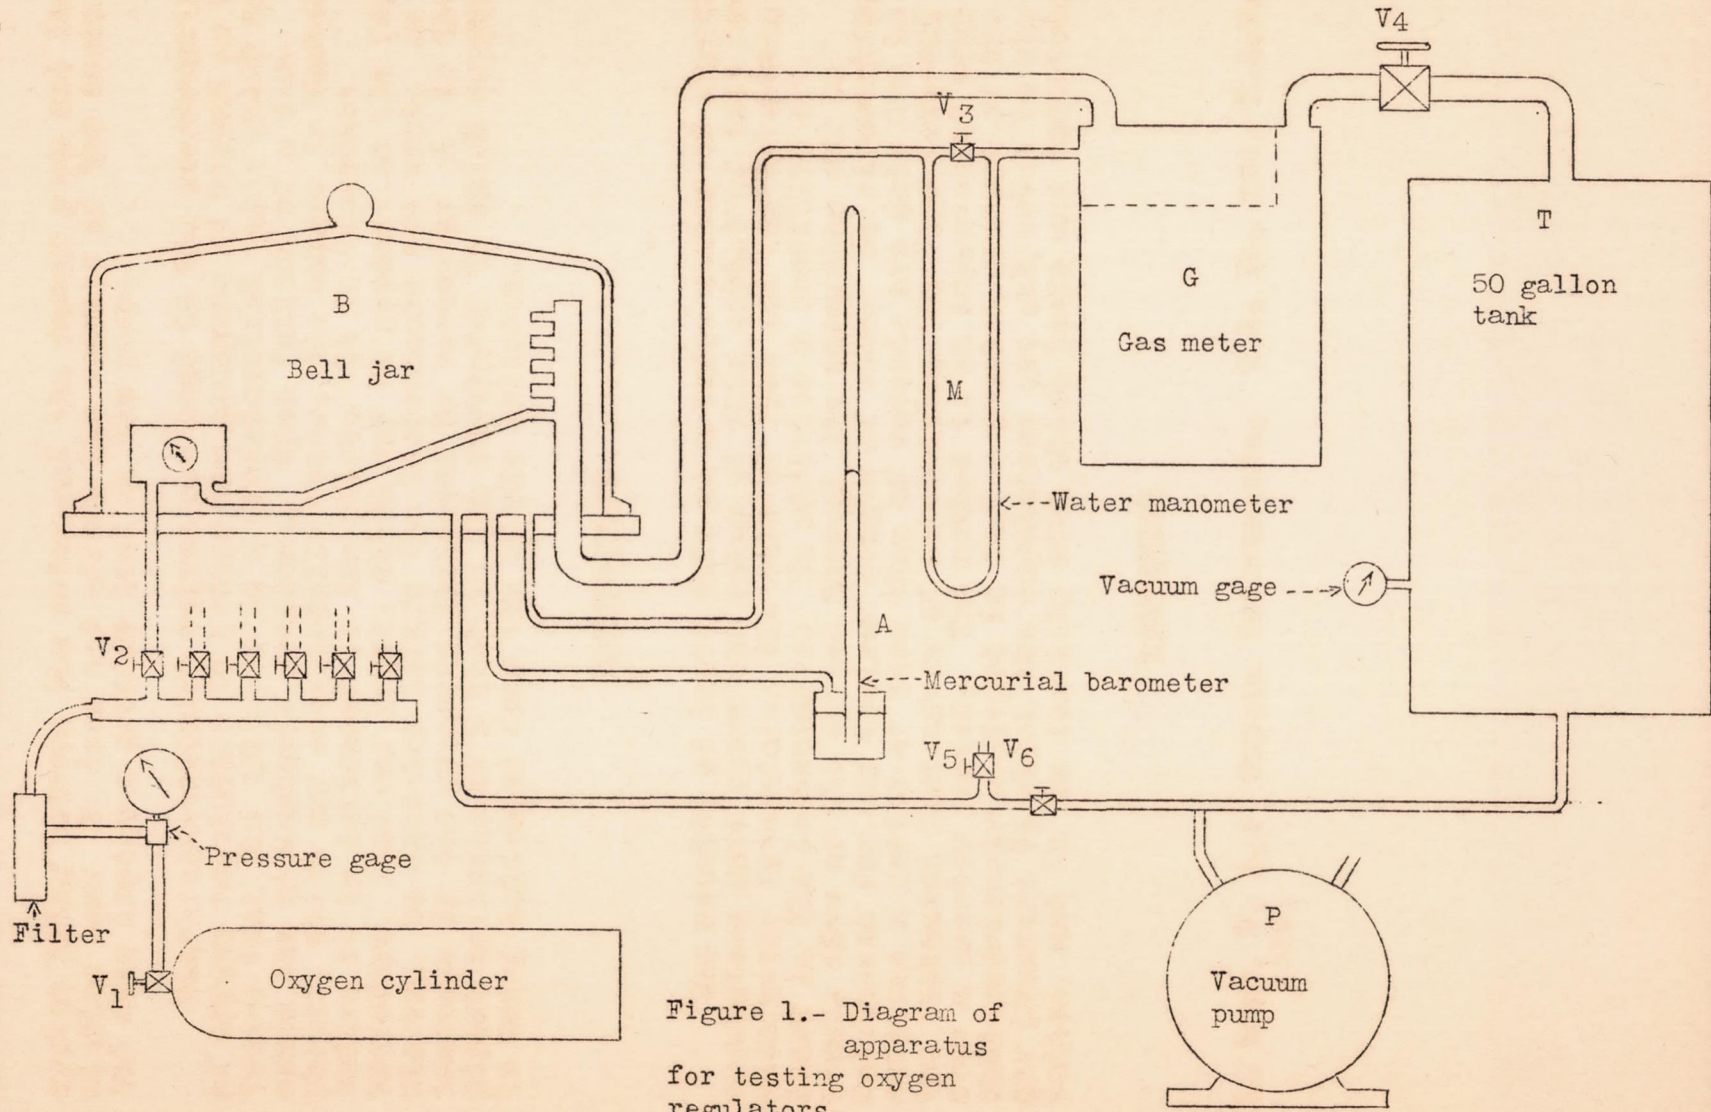 V4
V3
T
50 gallon
tank
B
Bell jar
G
Gas meter
M
<---Water manometer
Vacuum gage --->
A
<---Mercurial barometer
V2
V5 V6
Pressure gage
Filter
V1
Oxygen cylinder
P
Vacuum
pump
Figure 1.- Diagram of
apparatus
for testing oxygen
regulators